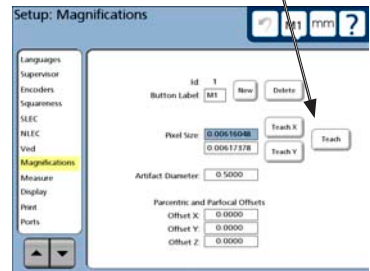 Setup: Magnifications
M1 mm ?
Languages
Supervisor
Encoders
Squareness
SLEC
NLEC
Ved
Magnifications
Measure
Display
Print
Ports
Id 1
Button Label M1 New Delete
Pixel Size 0.00616048 Teach X
0.00617378 Teach Y
Teach
Artifact Diameter 0.5000
Parcentric and Parfocal Offsets
Offset X 0.0000
Offset Y 0.0000
Offset Z 0.0000